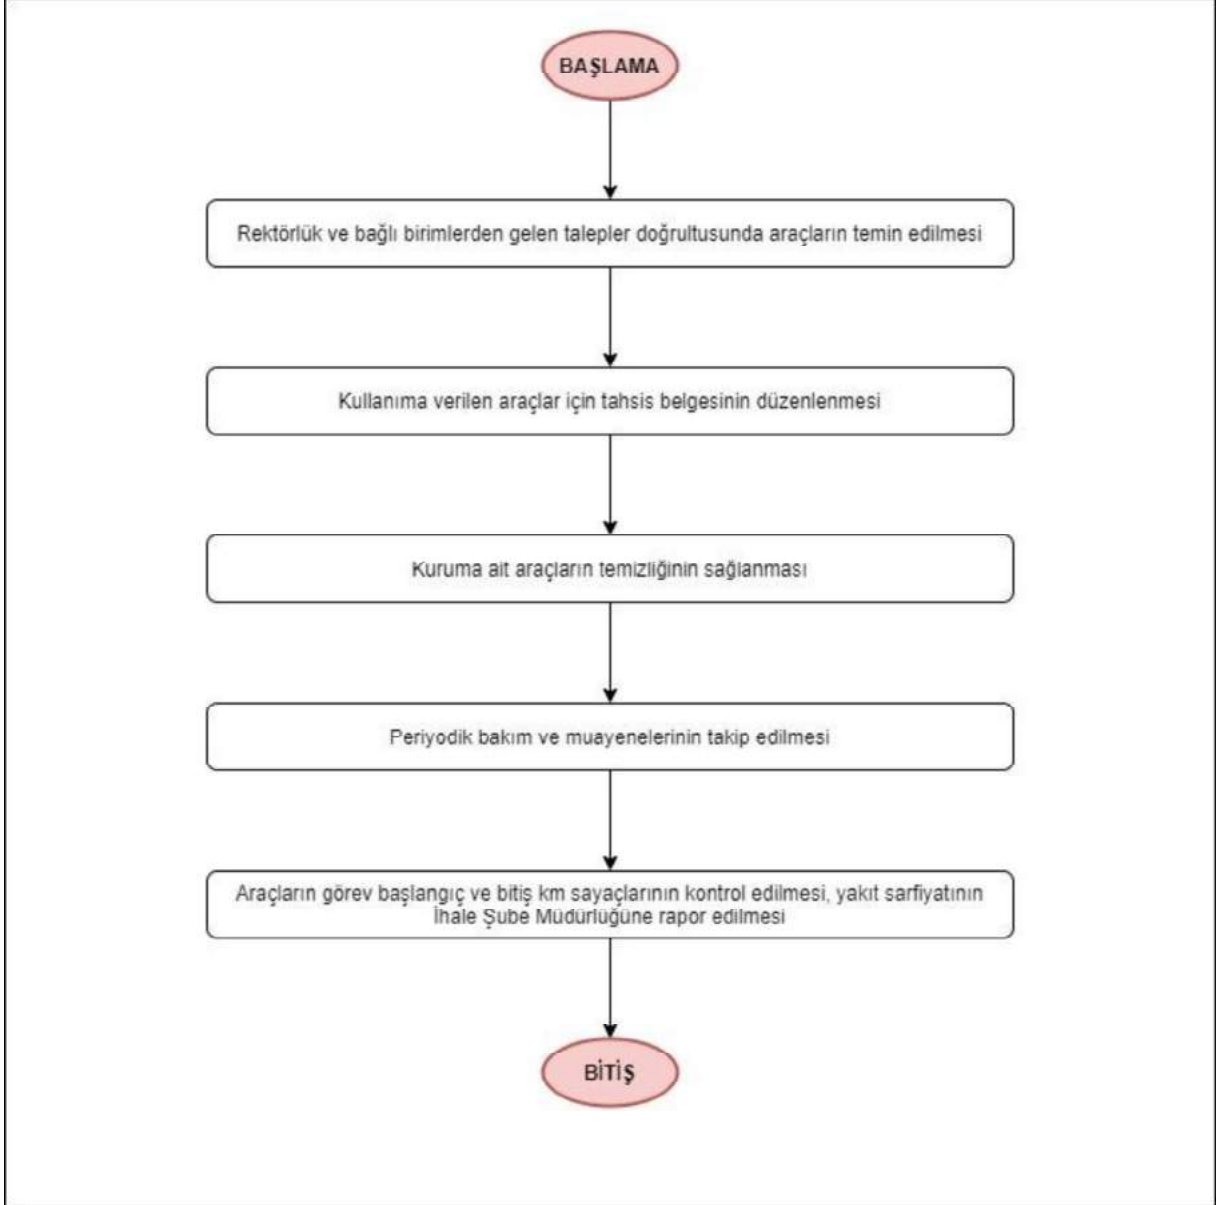 BAŞLAMA
Rektörlük ve bağlı birimlerden gelen talepler doğrultusunda araçların temin edilmesi
Kullanıma verilen araçlar için tahsis belgesinin düzenlenmesi
Kuruma ait araçların temizliğinin sağlanması
Periyodik bakım ve muayenelerinin takip edilmesi
Araçların görev başlangıç ve bitiş km sayaçlarının kontrol edilmesi, yakıt sarfiyatının
İhale Şube Müdürlüğüne rapor edilmesi
BİTİŞ